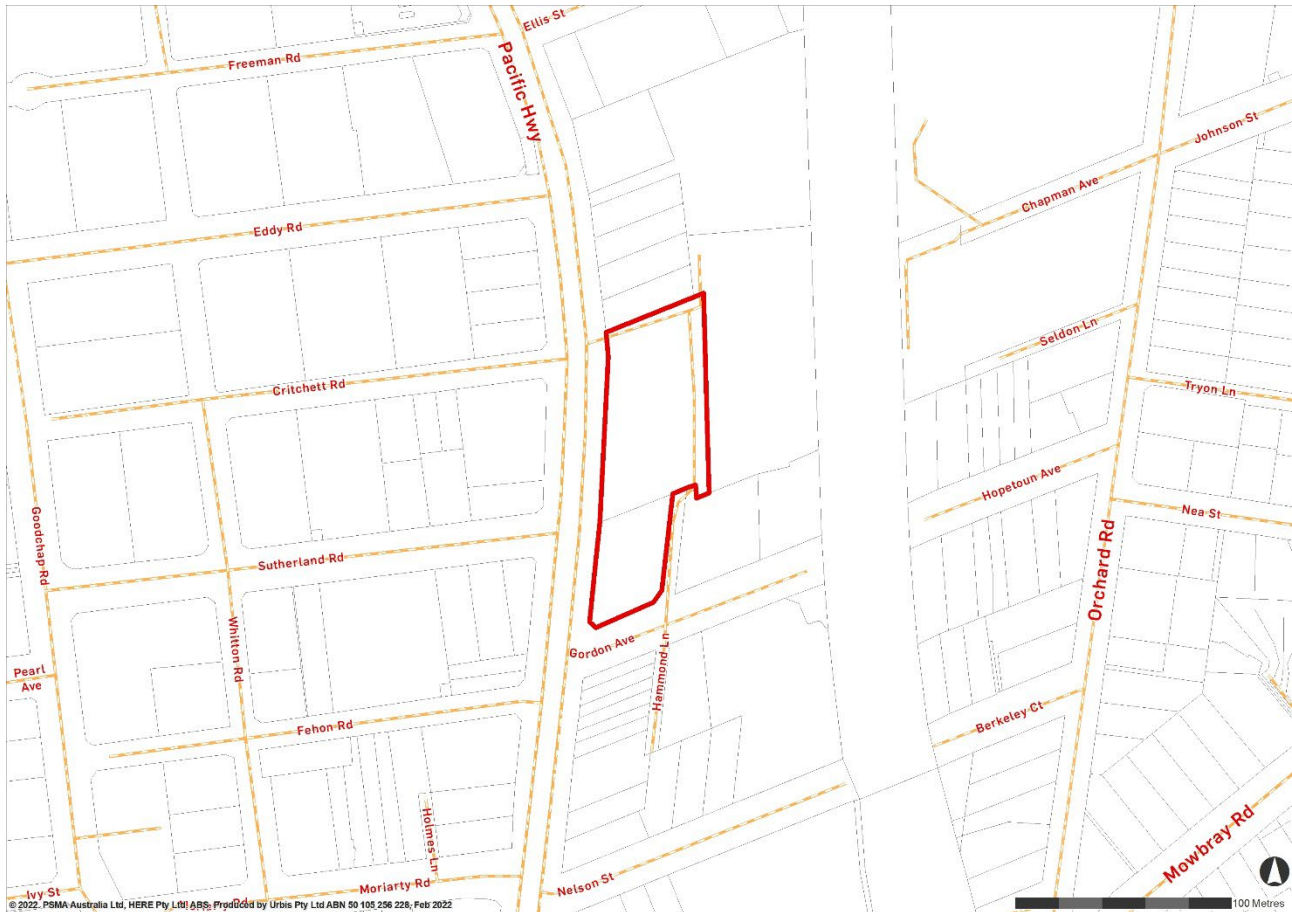 Ellis St
Freeman Rd
Pacific Hwy
Johnson St
Chapman Ave
Eddy Rd
Seldon Ln
Critchett Rd
Tryon Ln
Hopetoun Ave
Nea St
Goodchap Rd
Sutherland Rd
Orchard Rd
Whitton Rd
Gordon Ave
Hammond Ln
Pearl
Ave
Berkeley Ct
Fehon Rd
Holmes Ln
Mowbray Rd
Moriarty Rd
Nelson St
Ivy St
© 2022. PSMA Australia Ltd, HERE Pty Ltd, ABS. Produced by Urbis Pty Ltd ABN 50 105 256 228, Feb 2022
100 Metres